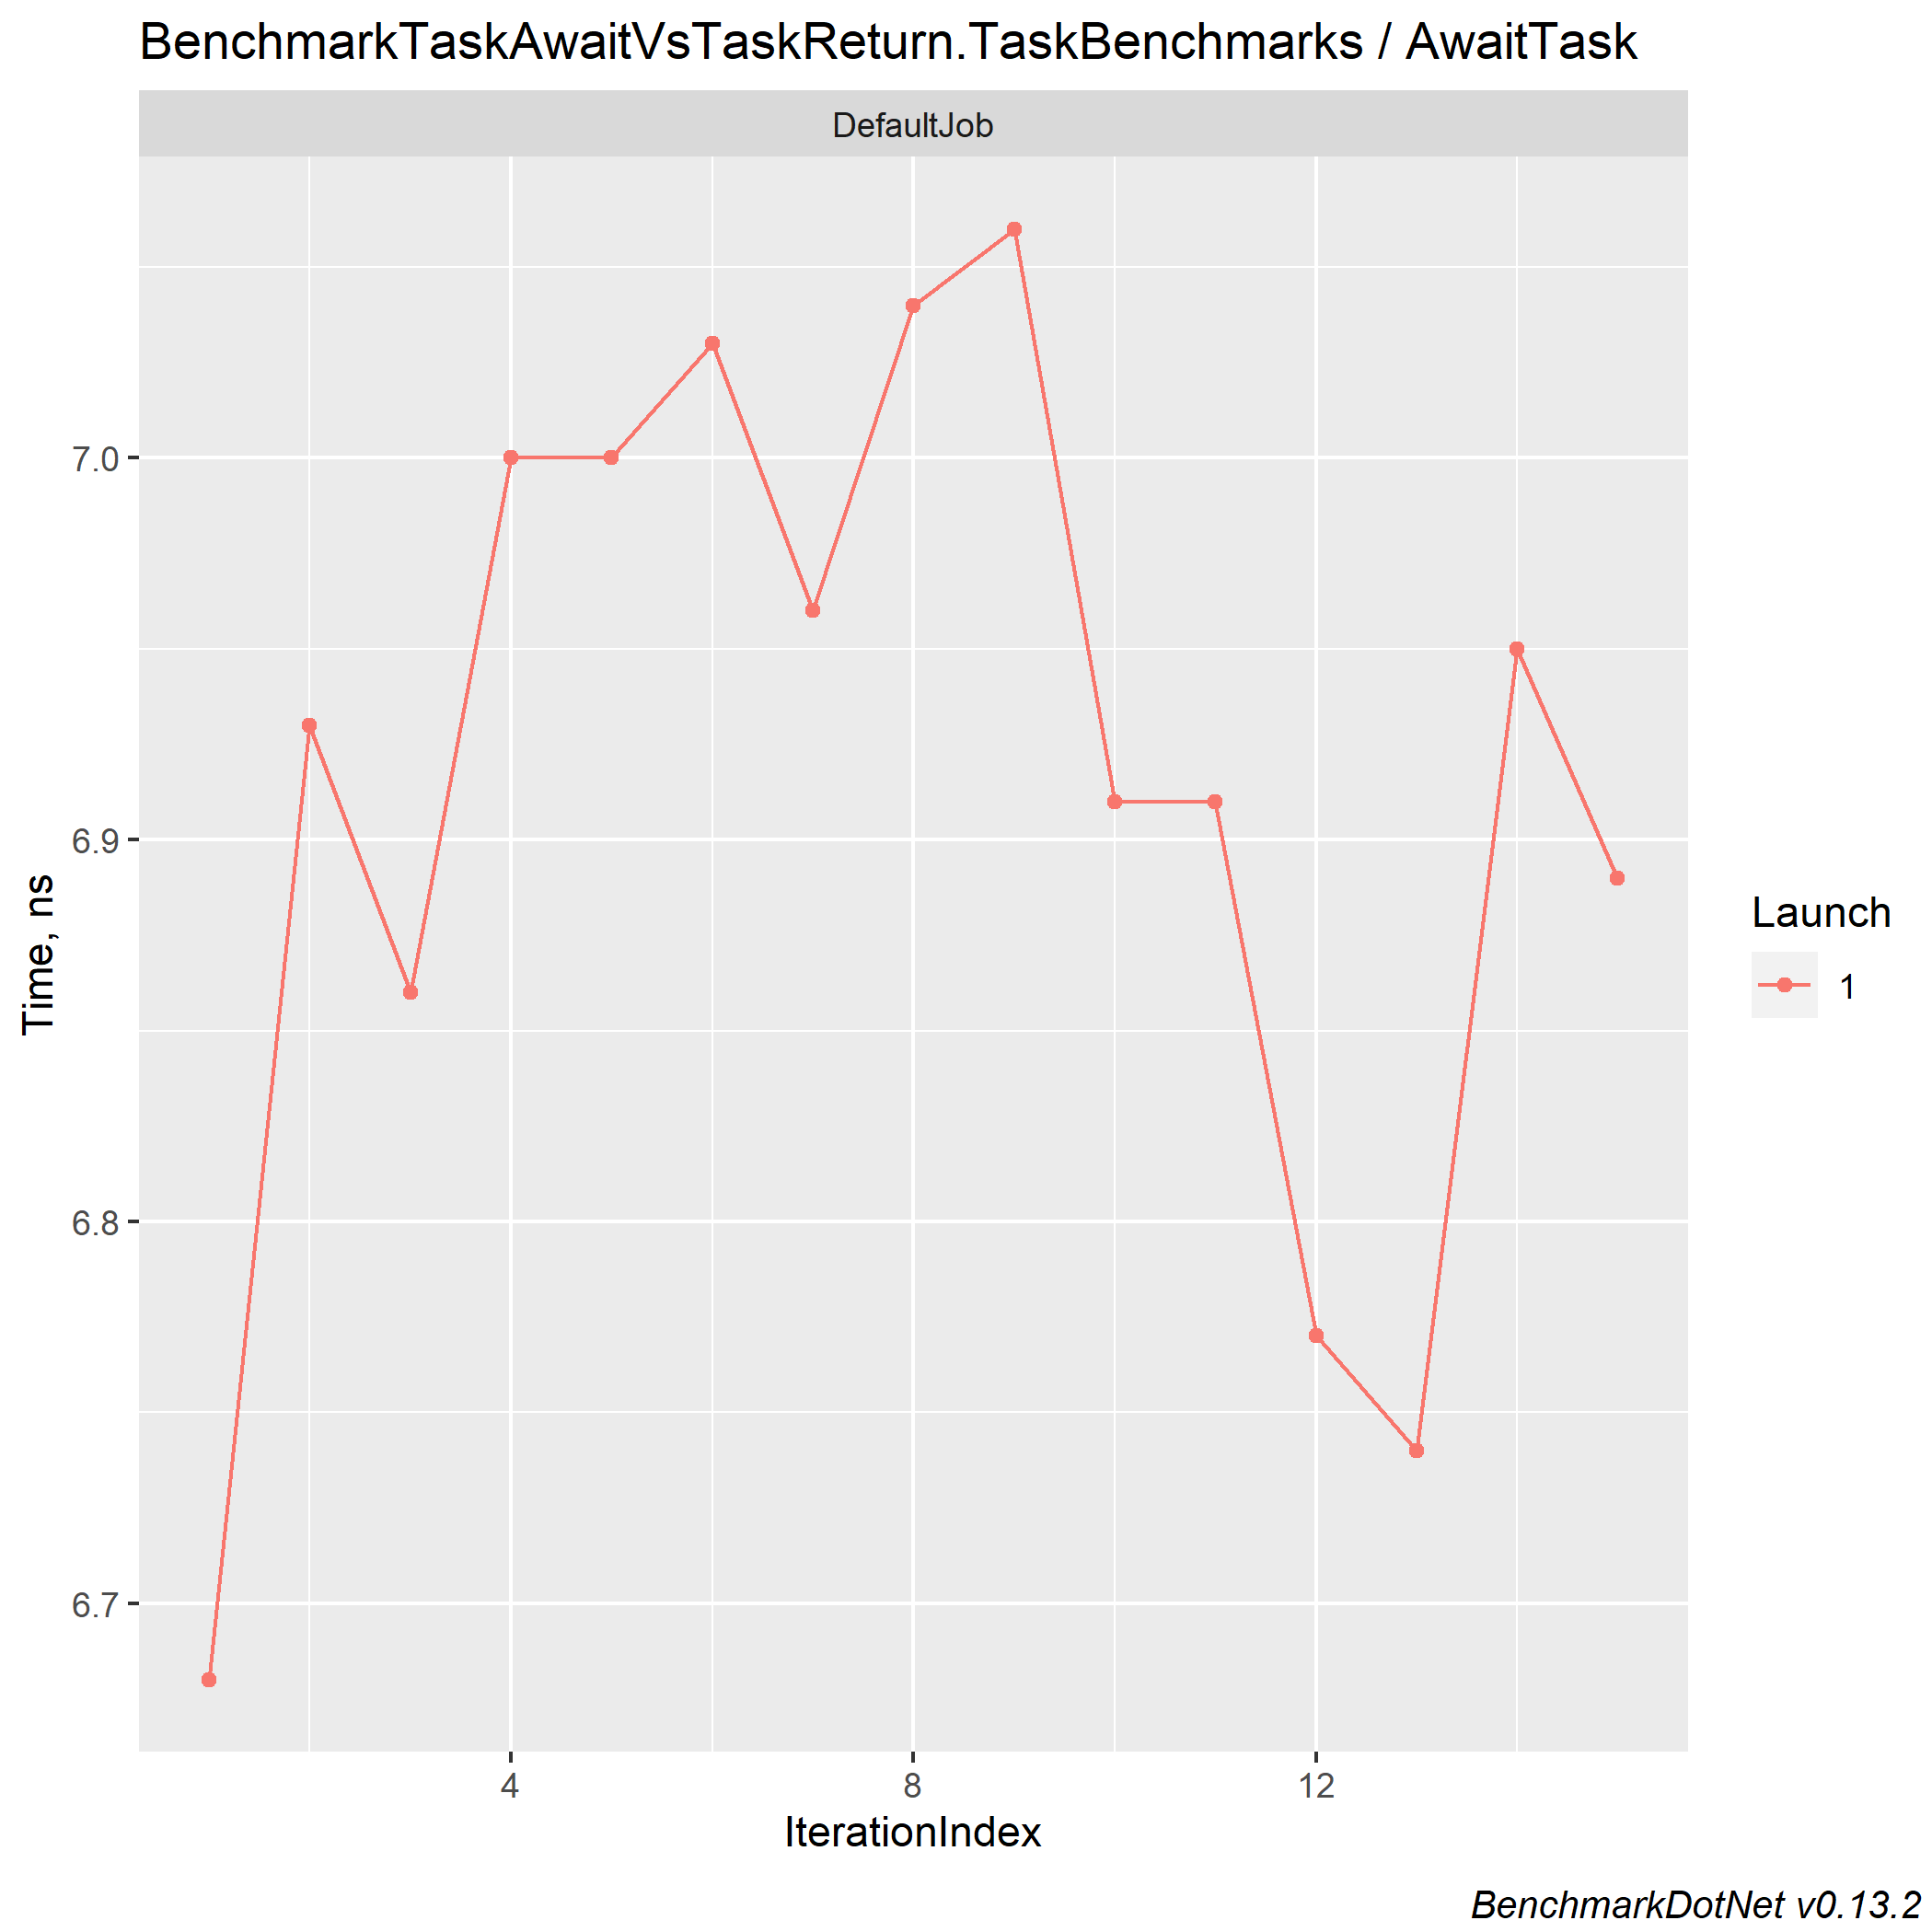 BenchmarkTaskAwaitVsTaskReturn.TaskBenchmarks / AwaitTask
DefaultJob
7.0
6.9
6.8
6.7
Time, ns
4 8 12
IterationIndex
Launch
1
BenchmarkDotNet v0.13.2